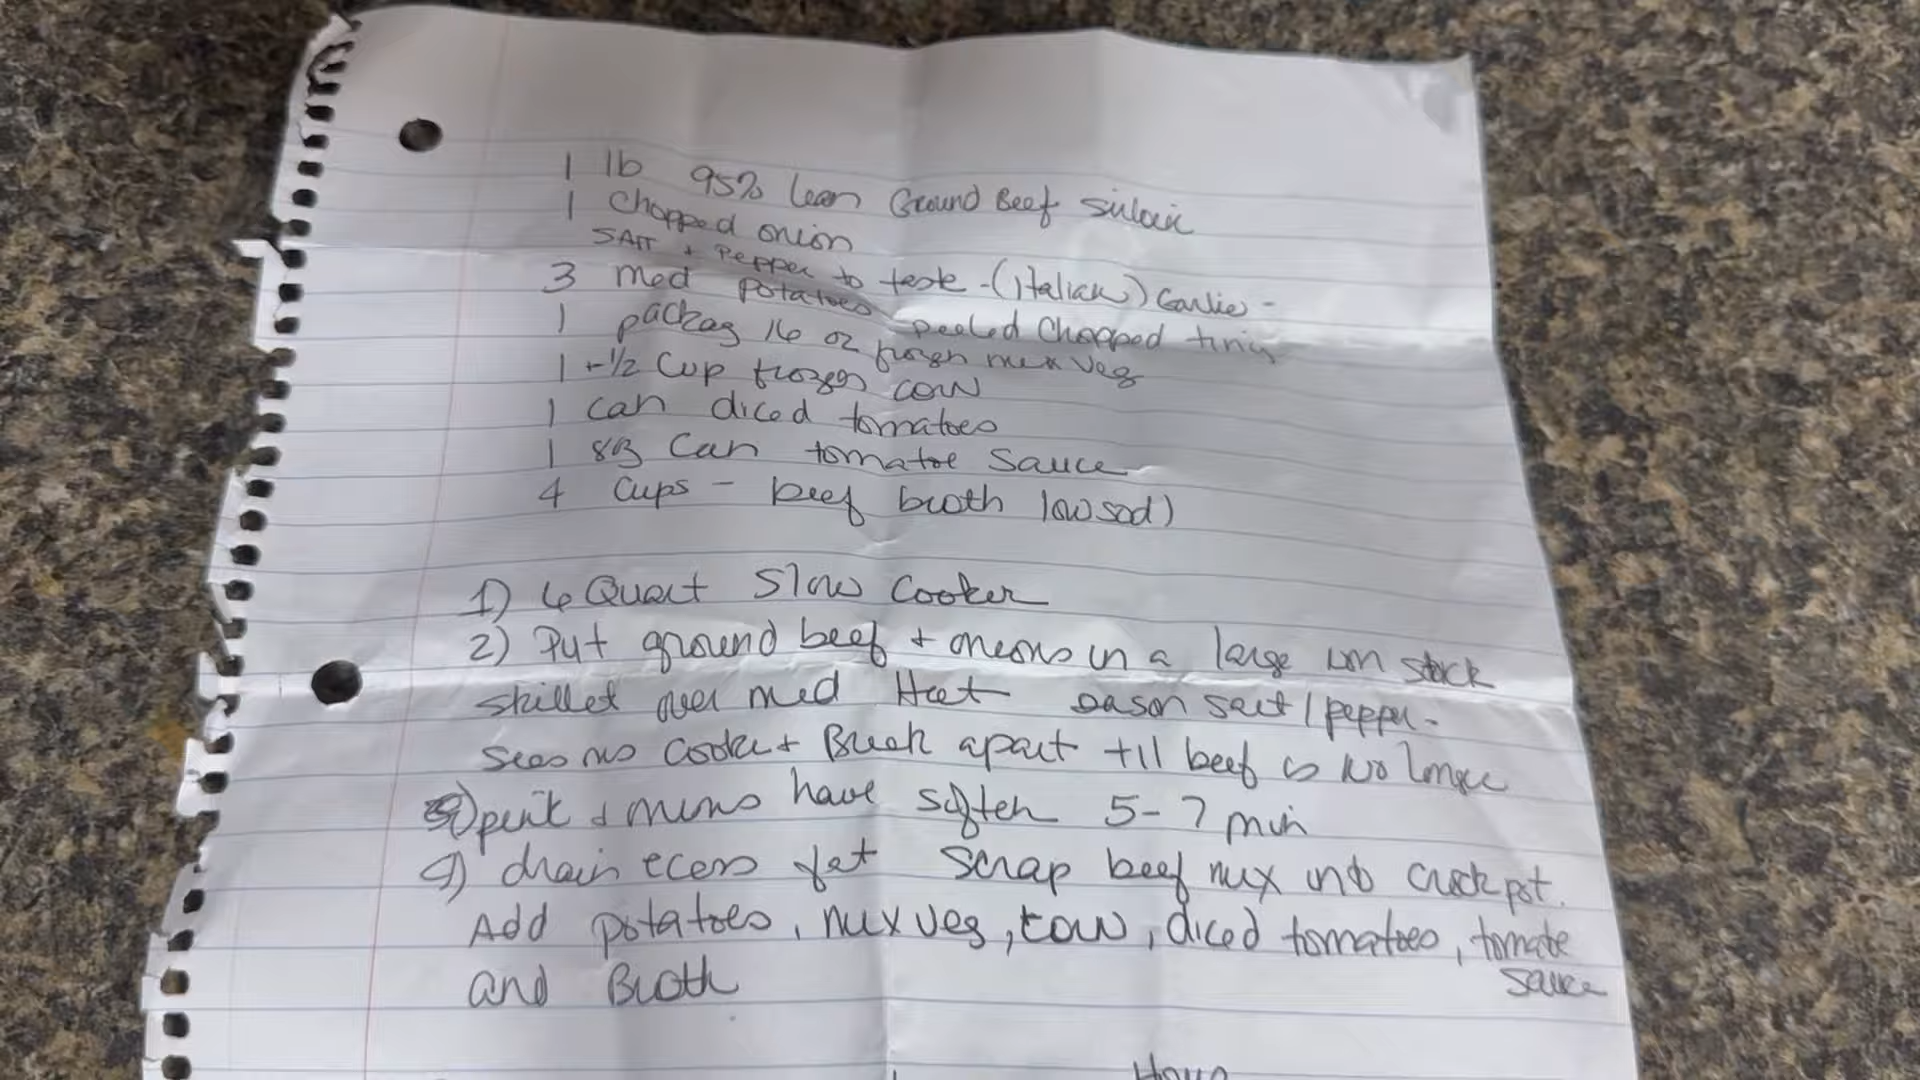 1 lb 95% lean Ground Beef sirloin
1 Chopped onion
SAlT + Pepper to taste - (Italian) Garlic -
3 med potatoes peeled Chopped tiny
1 packag 16 oz frozen mix veg
1 - 1/2 Cup frozen corn
1 can diced tomatoes
1 8oz Can tomatoe Sauce
4 Cups - beef broth low sod)
1) 6 Quart Slow Cooker
2) Put ground beef + onions in a large non stick
skillet over med Heat Season salt / pepper -
Cook + Break apart till beef is No longer
pink + onions have soften 5-7 min
4) drain ecess fat Scrap beef mix into crock pot.
Add potatoes, mix veg, corn, diced tomatoes, tomatoe
sauce
and Broth